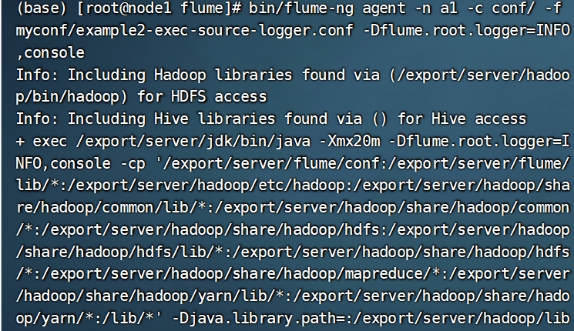 (base) [root@node1 flume]# bin/flume-ng agent -n a1 -c conf/ -f
myconf/example2-exec-source-logger.conf -Dflume.root.logger=INFO
,console
Info: Including Hadoop libraries found via (/export/server/hadoo
p/bin/hadoop) for HDFS access
Info: Including Hive libraries found via () for Hive access
+ exec /export/server/jdk/bin/java -Xmx20m -Dflume.root.logger=I
NFO,console -cp '/export/server/flume/conf:/export/server/flume/
lib/*:/export/server/hadoop/etc/hadoop:/export/server/hadoop/sha
re/hadoop/common/lib/*:/export/server/hadoop/share/hadoop/common
/*:/export/server/hadoop/share/hadoop/hdfs:/export/server/hadoop
/share/hadoop/hdfs/lib/*:/export/server/hadoop/share/hadoop/hdfs
/*:/export/server/hadoop/share/hadoop/mapreduce/*:/export/server
/hadoop/share/hadoop/yarn/lib/*:/export/server/hadoop/share/hado
op/yarn/*:/lib/*' -Djava.library.path=:/export/server/hadoop/lib